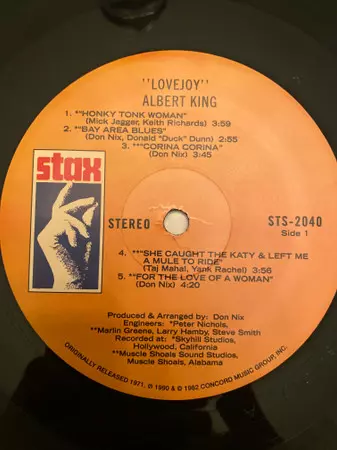 "LOVEJOY"
ALBERT KING
1. *"HONKY TONK WOMAN"
(Mick Jagger, Keith Richards) 3:59
2. **"BAY AREA BLUES"
(Don Nix, Donald "Duck" Dunn) 2:55
3. **"CORINA CORINA"
(Don Nix) 3:45
stax
STEREO
STS-2040
Side 1
4. **"SHE CAUGHT THE KATY & LEFT ME
A MULE TO RIDE"
(Taj Mahal, Yank Rachel) 3:56
5. **"FOR THE LOVE OF A WOMAN"
(Don Nix) 4:20
Produced & Arranged by: Don Nix
Engineers: *Peter Nichols,
**Marlin Greene, Larry Hamby, Steve Smith
Recorded at: *Skyhill Studios,
Hollywood, California
**Muscle Shoals Sound Studios,
Muscle Shoals, Alabama
ORIGINALLY RELEASED 1971, ℗ 1990 & © 1992 CONCORD MUSIC GROUP, INC.